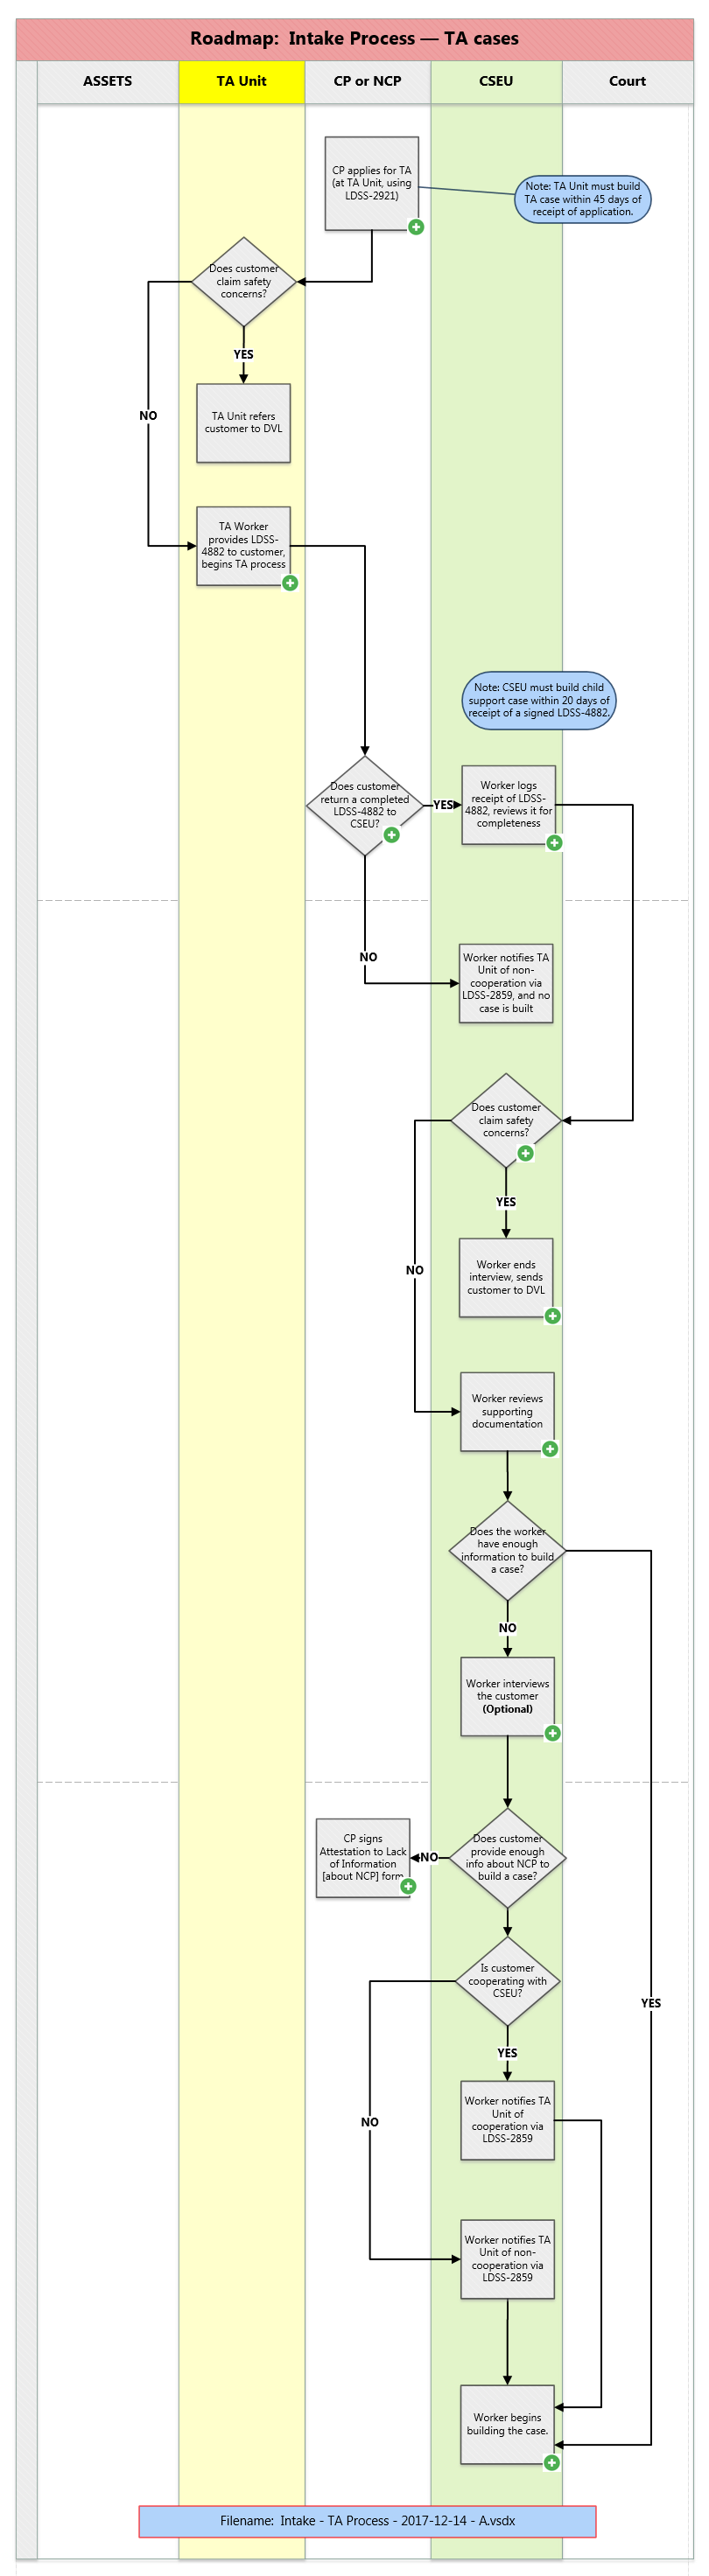 Roadmap:  Intake Process — TA cases
ASSETS
TA Unit
CP or NCP
CSEU
Court
CP applies for TA
(at TA Unit, using
LDSS-2921)
Note: TA Unit must build
TA case within 45 days of
receipt of application.
Does customer
claim safety
concerns?
YES
NO
TA Unit refers
customer to DVL
TA Worker
provides LDSS-
4882 to customer,
begins TA process
Note: CSEU must build child
support case within 20 days of
receipt of a signed LDSS-4882.
Does customer
return a completed
LDSS-4882 to
CSEU?
YES
Worker logs
receipt of LDSS-
4882, reviews it for
completeness
NO
Worker notifies TA
Unit of non-
cooperation via
LDSS-2859, and no
case is built
Does customer
claim safety
concerns?
YES
NO
Worker ends
interview, sends
customer to DVL
Worker reviews
supporting
documentation
Does the worker
have enough
information to build
a case?
NO
Worker interviews
the customer
(Optional)
CP signs
Attestation to Lack
of Information
[about NCP] form
NO
Does customer
provide enough
info about NCP to
build a case?
Is customer
cooperating with
CSEU?
YES
YES
Worker notifies TA
Unit of
cooperation via
LDSS-2859
NO
Worker notifies TA
Unit of non-
cooperation via
LDSS-2859
Worker begins
building the case.
Filename:  Intake - TA Process - 2017-12-14 - A.vsdx